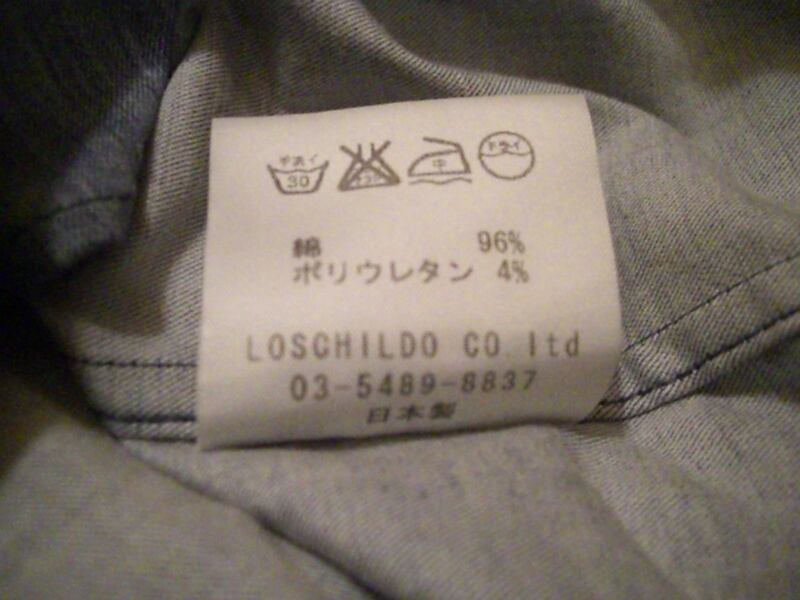 手洗イ 中 ドライ
30
綿 96%
ポリウレタン 4%
LOSCHILDO CO ltd
03-5489-8837
日本製